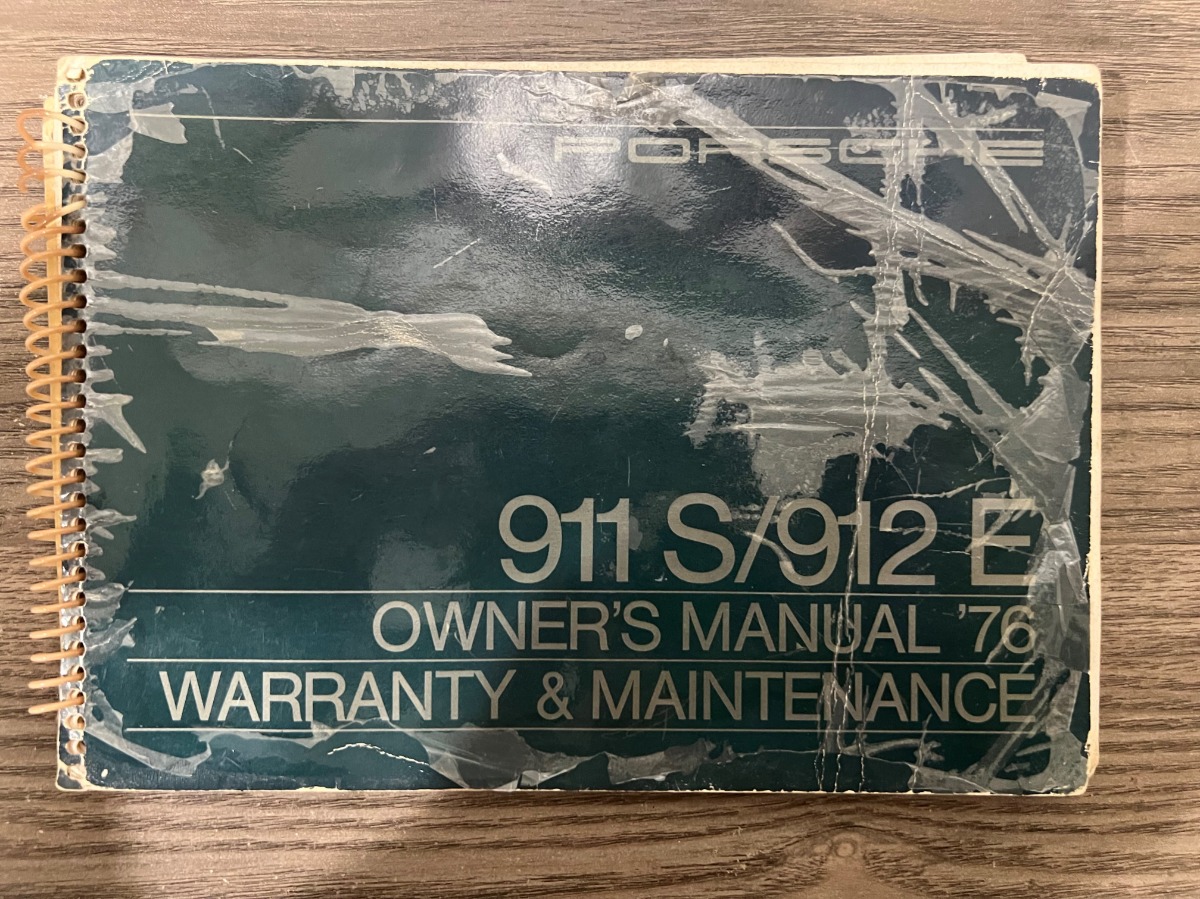 PORSCHE
911 S/912 E
OWNER'S MANUAL '76
WARRANTY & MAINTENANCE